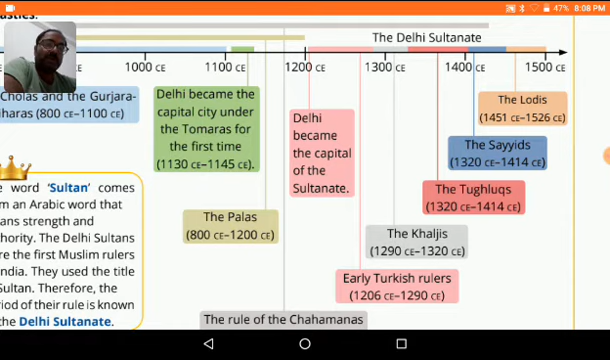 47% 8:08 PM
The Delhi Sultanate
1000 CE
1100 CE
1200 CE
1300 CE
1400 CE
1500 CE
Cholas and the Gurjara-
haras (800 CE–1100 CE)
Delhi became the
capital city under
the Tomaras for
the first time
(1130 CE–1145 CE).
Delhi
became
the capital
of the
Sultanate.
The Lodis
(1451 CE–1526 CE)
The Sayyids
(1320 CE–1414 CE)
The Tughluqs
(1320 CE–1414 CE)
The Palas
(800 CE–1200 CE)
The Khaljis
(1290 CE–1320 CE)
Early Turkish rulers
(1206 CE–1290 CE)
The rule of the Chahamanas
e word ‘Sultan’ comes
m an Arabic word that
ans strength and
hority. The Delhi Sultans
re the first Muslim rulers
ndia. They used the title
Sultan. Therefore, the
riod of their rule is known
the Delhi Sultanate.